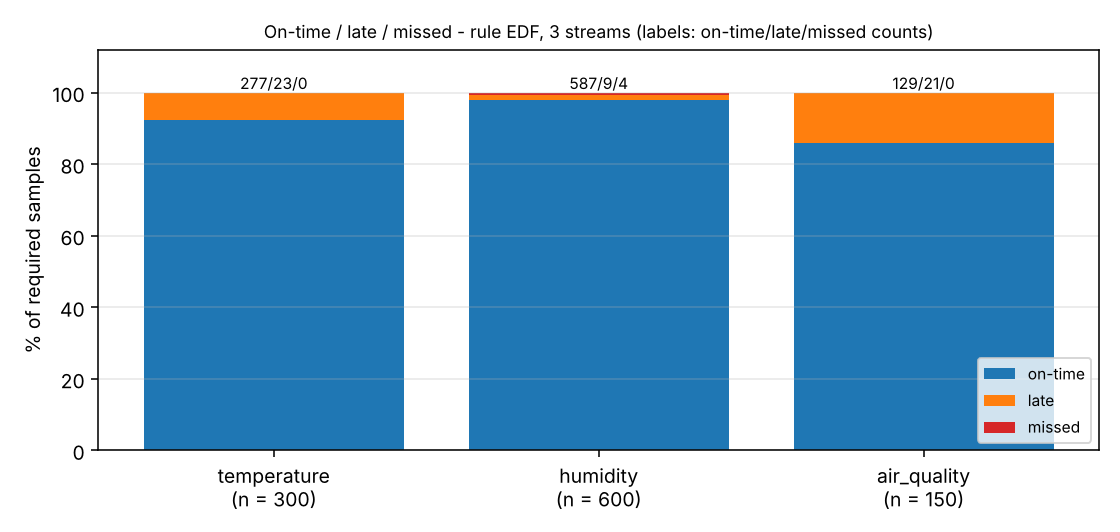 On-time / late / missed - rule EDF, 3 streams (labels: on-time/late/missed counts)
277/23/0
587/9/4
129/21/0
% of required samples
100
80
60
40
20
0
on-time
late
missed
temperature
(n = 300)
humidity
(n = 600)
air_quality
(n = 150)